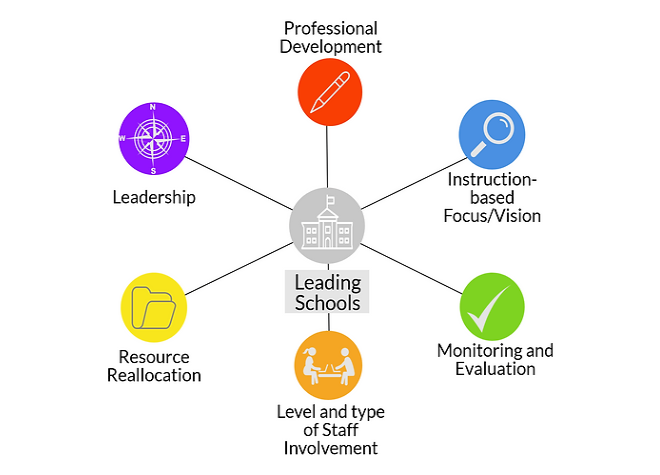 Professional
Development
N
W
E
S
Leadership
Instruction-
based
Focus/Vision
Leading
Schools
Resource
Reallocation
Monitoring and
Evaluation
Level and type
of Staff
Involvement